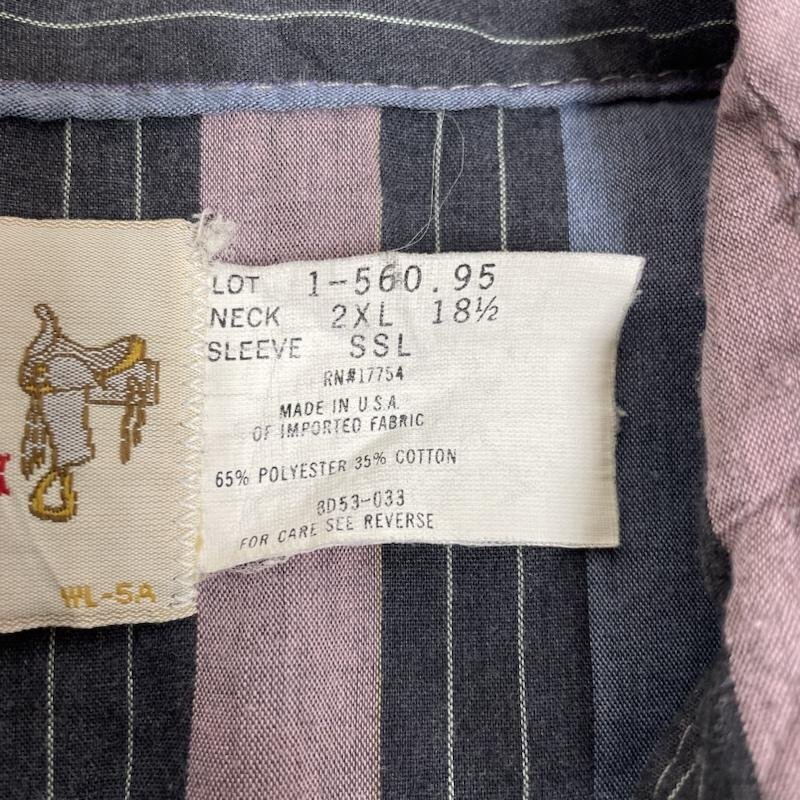 LOT 1-560.95
NECK 2XL 18½
SLEEVE SSL
RN#17754
MADE IN U.S.A.
OF IMPORTED FABRIC
65% POLYESTER 35% COTTON
8D53-033
FOR CARE SEE REVERSE
WL-5A